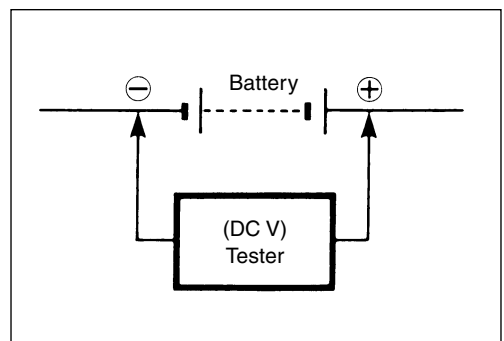 ⊖ Battery ⊕
(DC V)
Tester